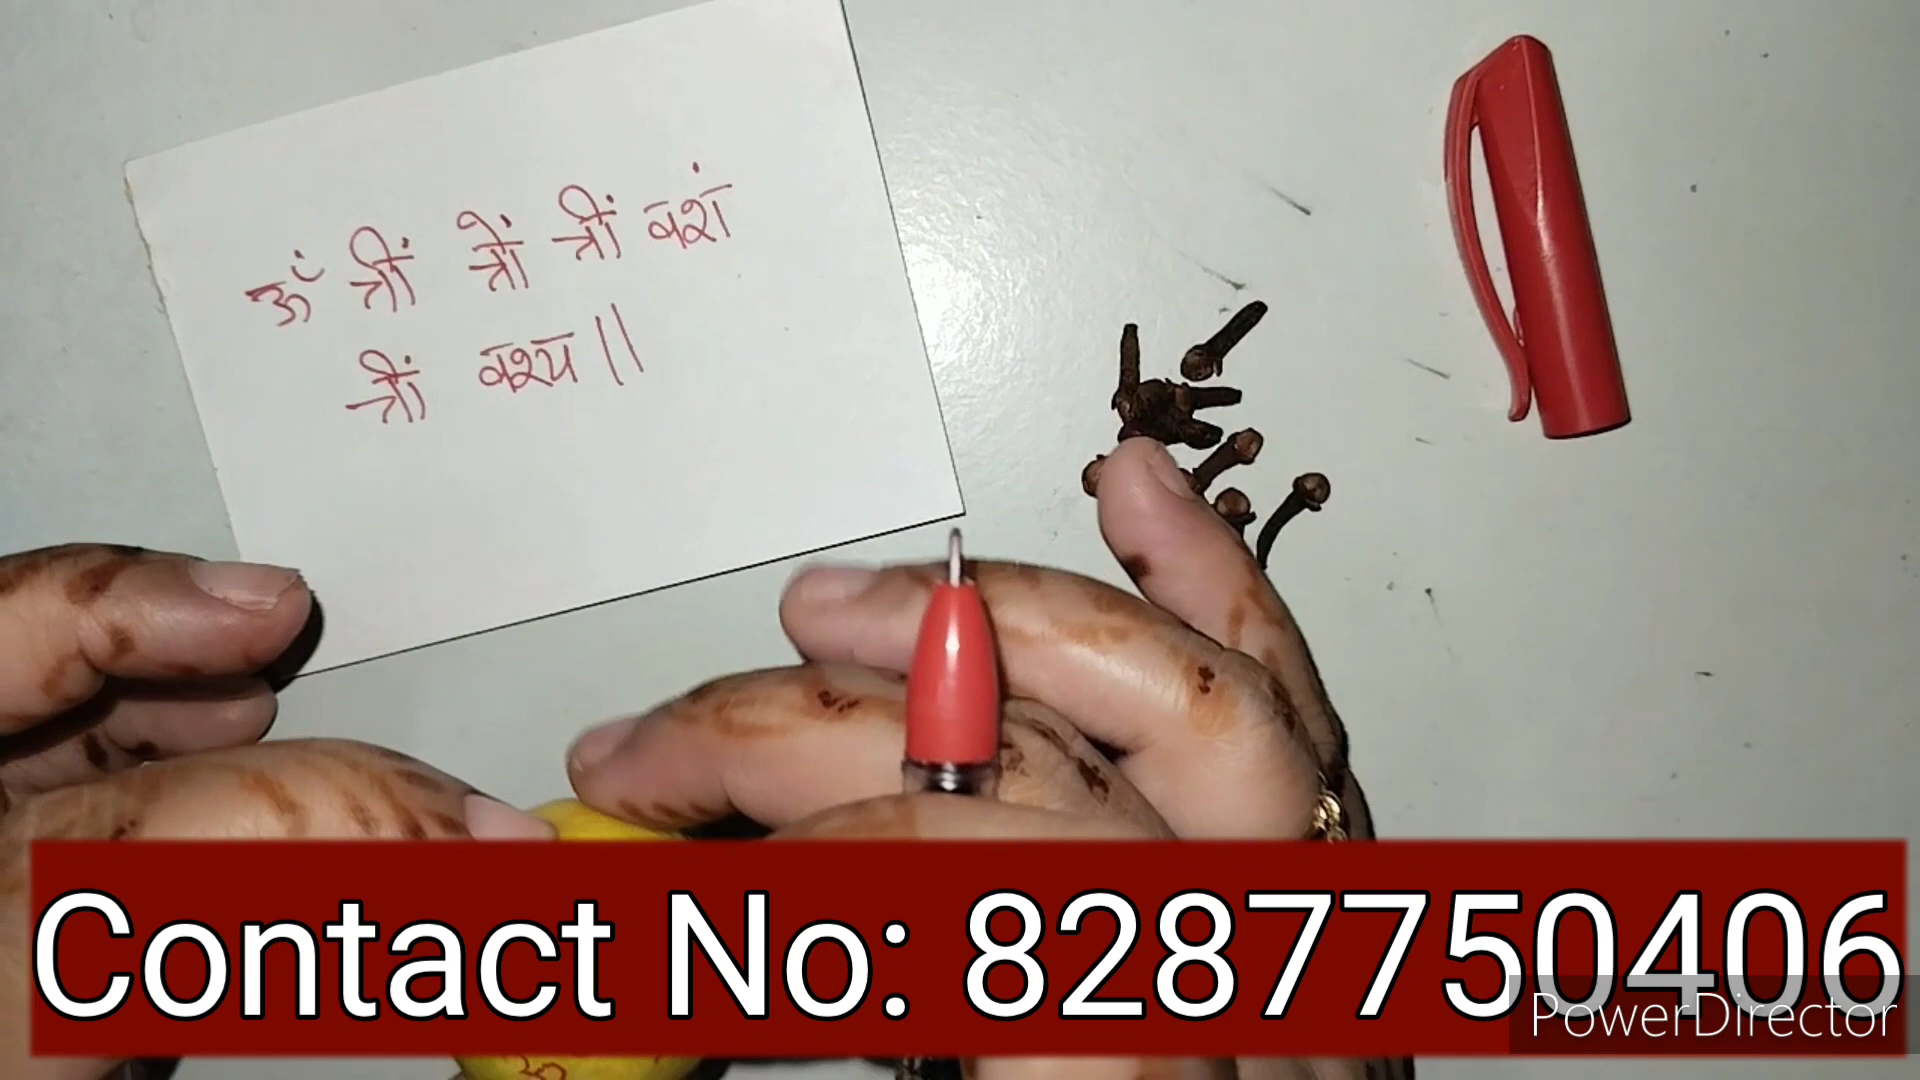 ॐ त्रीं त्रों त्रीं वशं
त्रीं वश्य ||
Contact No: 8287750406
PowerDirector